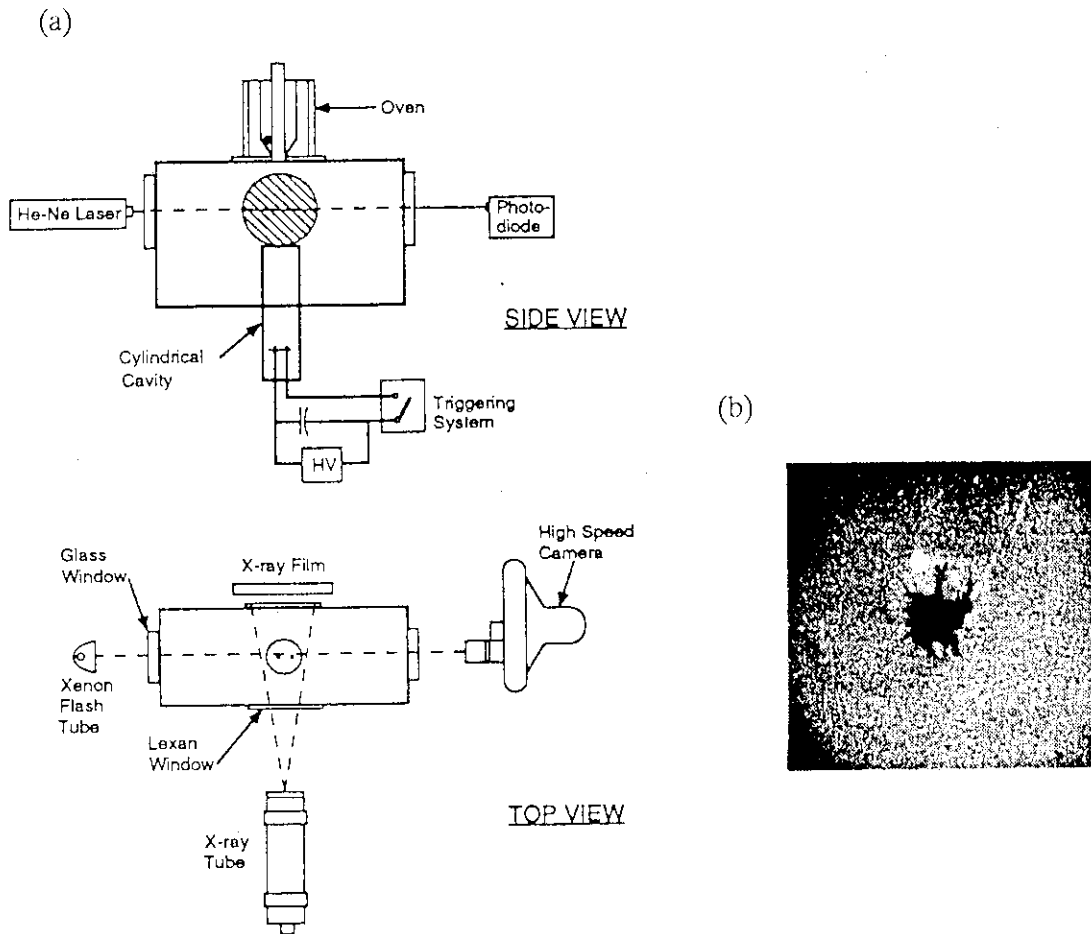 (a)
Oven
He-Ne Laser
Photo-
diode
SIDE VIEW
Cylindrical
Cavity
Triggering
System
HV
(b)
High Speed
Camera
Glass
Window
X-ray Film
Xenon
Flash
Tube
Lexan
Window
TOP VIEW
X-ray
Tube